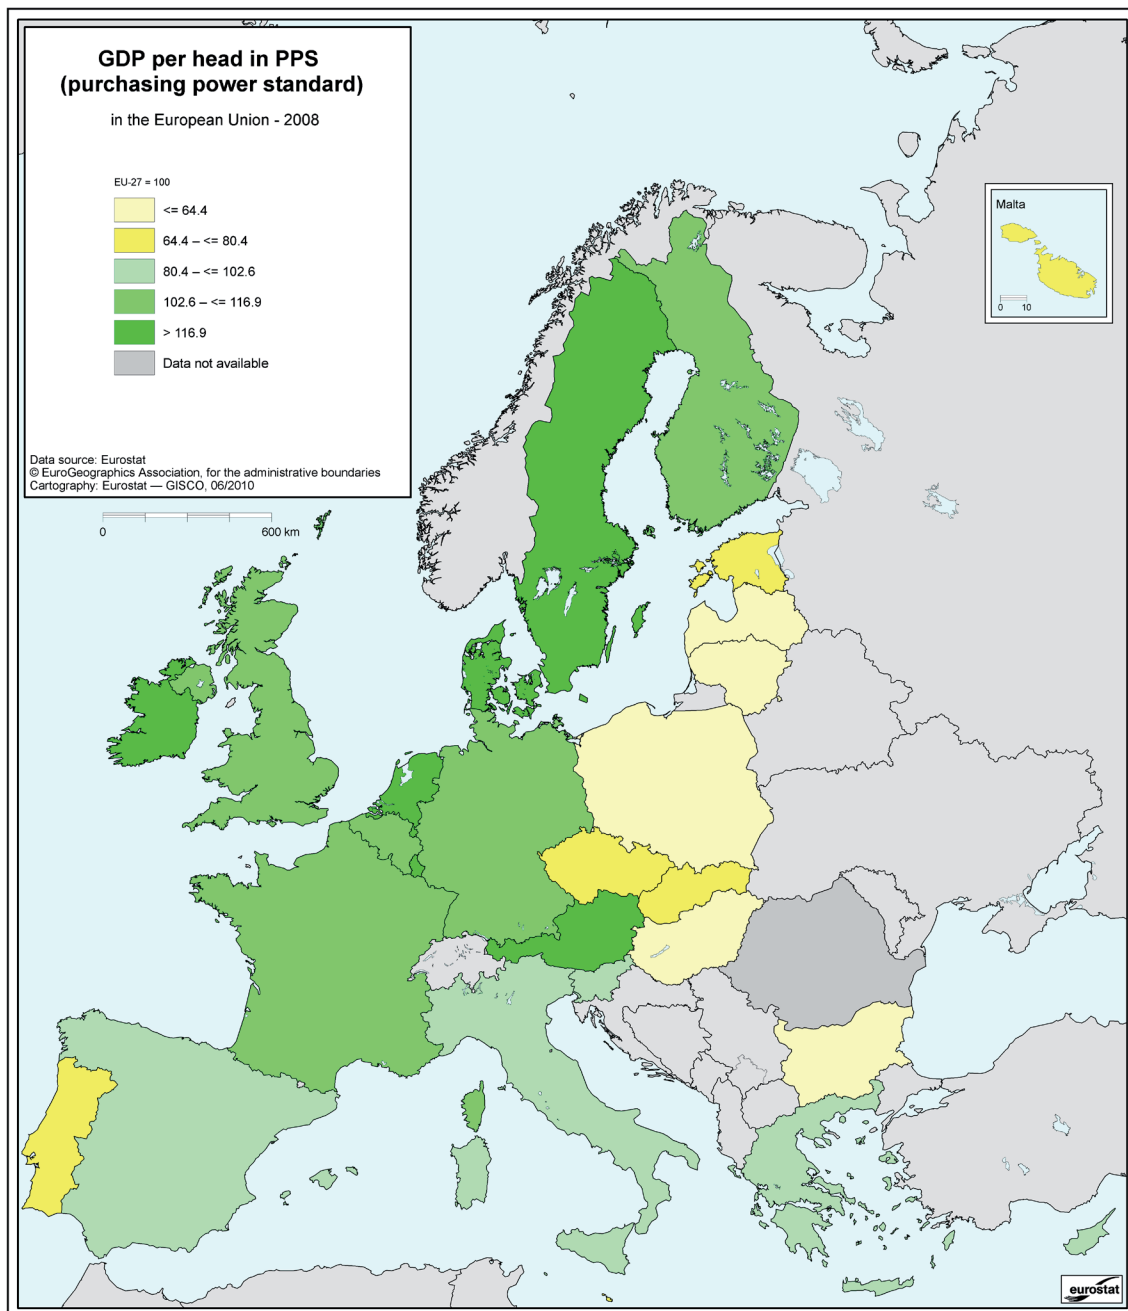 GDP per head in PPS
(purchasing power standard)
in the European Union - 2008
EU-27 = 100
<= 64.4
64.4 – <= 80.4
80.4 – <= 102.6
102.6 – <= 116.9
> 116.9
Data not available
Data source: Eurostat
© EuroGeographics Association, for the administrative boundaries
Cartography: Eurostat — GISCO, 06/2010
0 600 km
Malta
0 10
eurostat